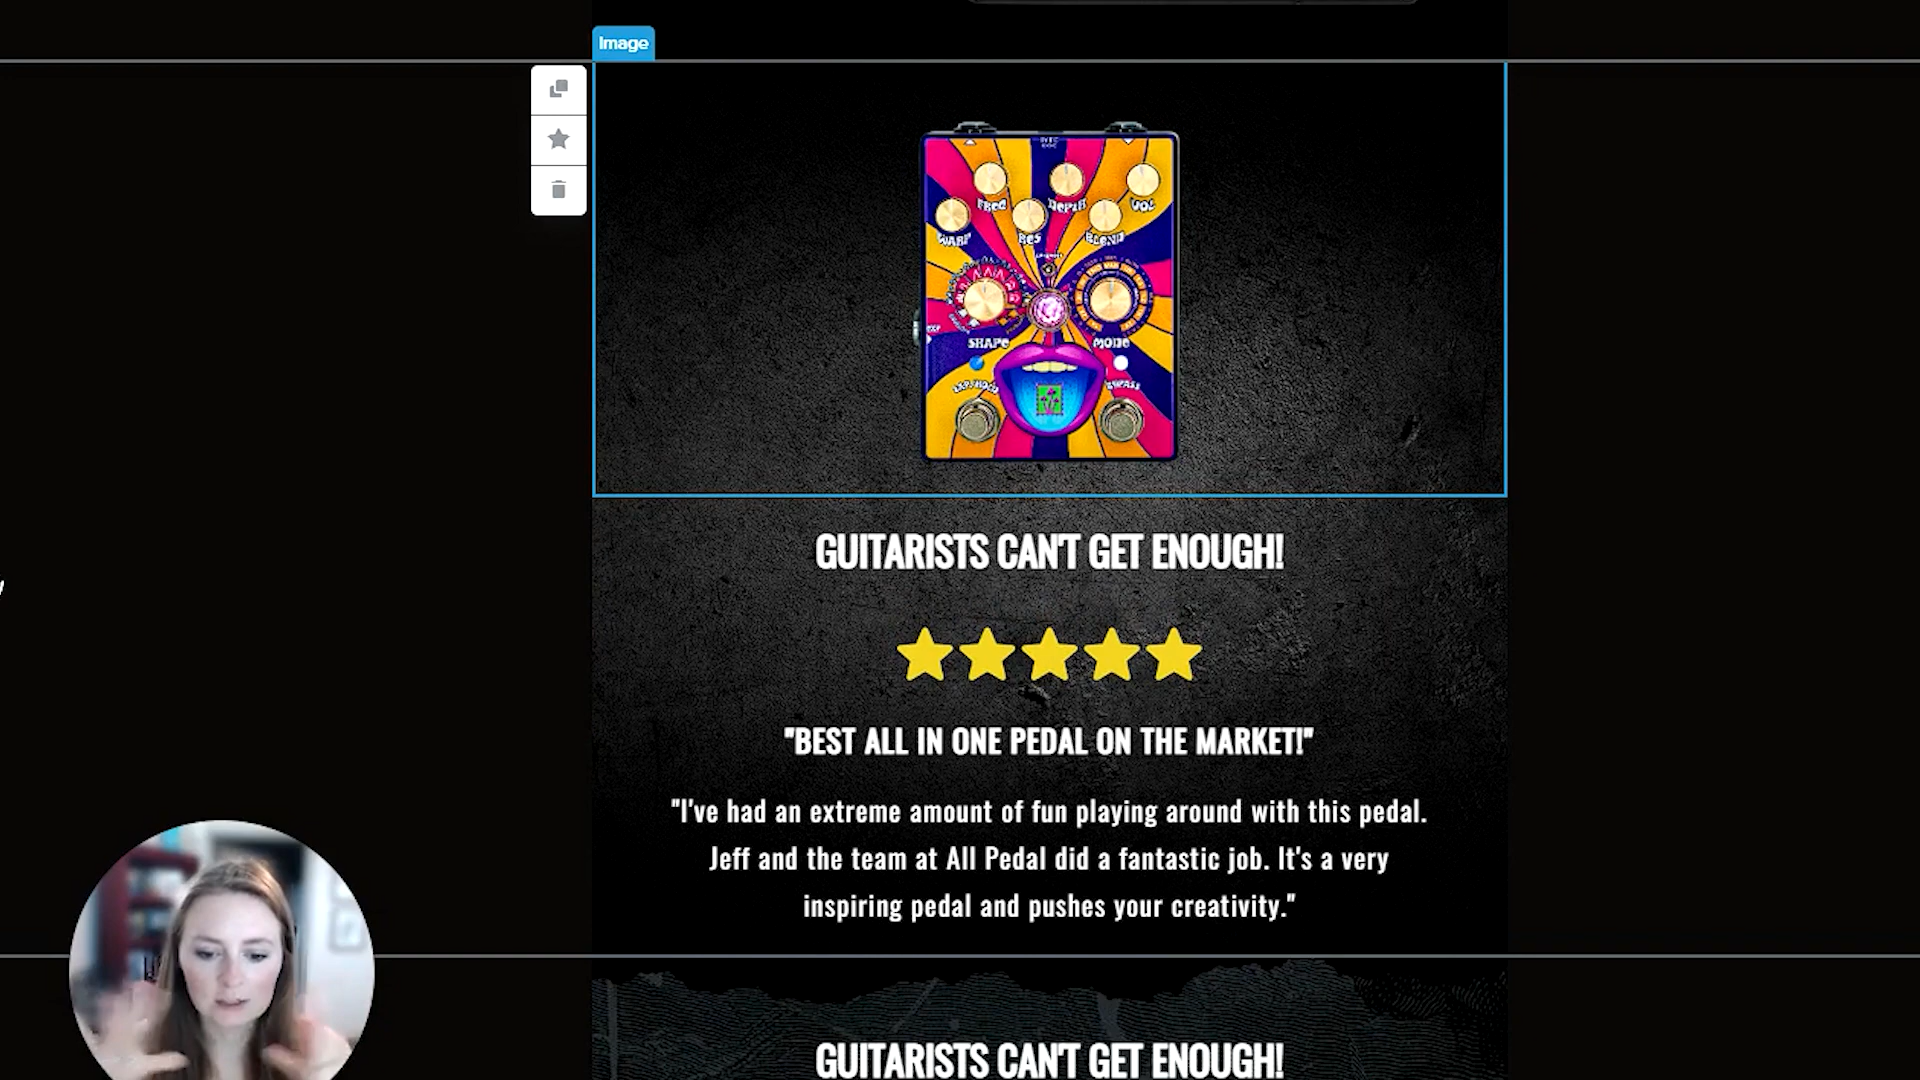 Image
FREQ DEPTH VOL
WARP RES BLEND
SHAPE MODE
BYPASS
GUITARISTS CAN'T GET ENOUGH!
"BEST ALL IN ONE PEDAL ON THE MARKET!"
"I've had an extreme amount of fun playing around with this pedal.
Jeff and the team at All Pedal did a fantastic job. It's a very
inspiring pedal and pushes your creativity."
GUITARISTS CAN'T GET ENOUGH!